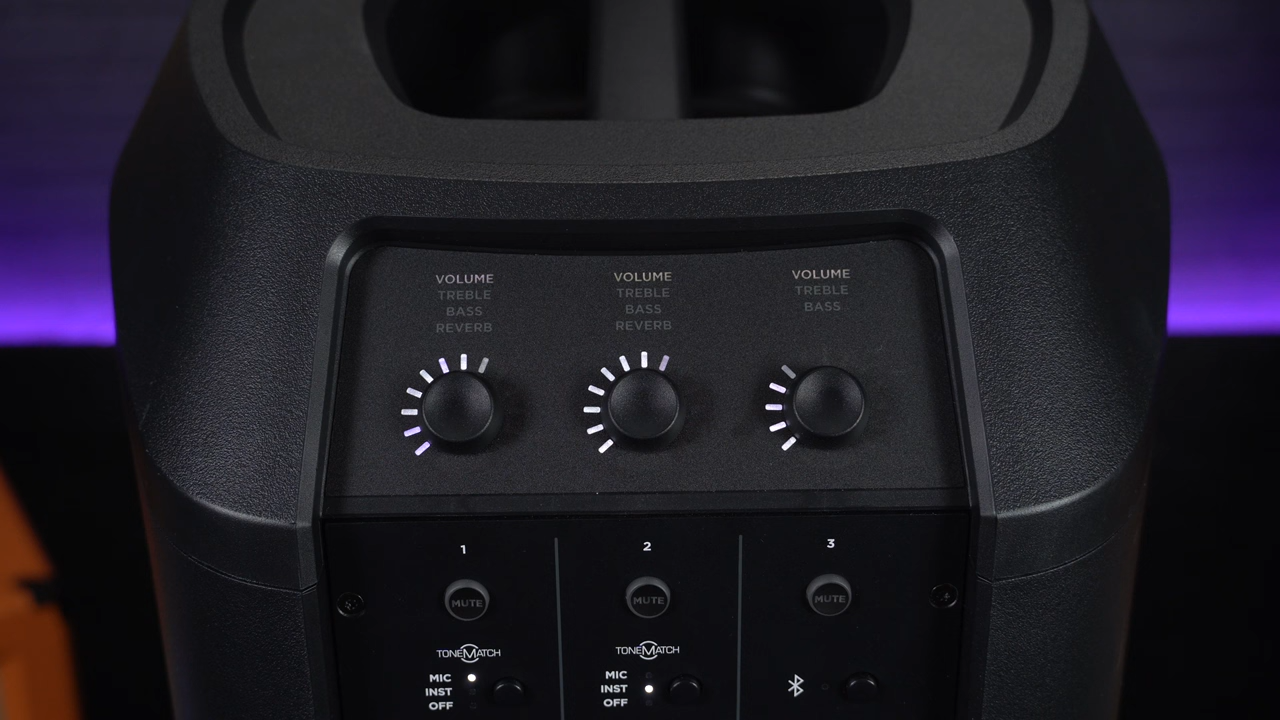 VOLUME
TREBLE
BASS
REVERB
VOLUME
TREBLE
BASS
REVERB
VOLUME
TREBLE
BASS
1
2
3
MUTE
MUTE
MUTE
TONEMATCH
MIC
INST
OFF
TONEMATCH
MIC
INST
OFF